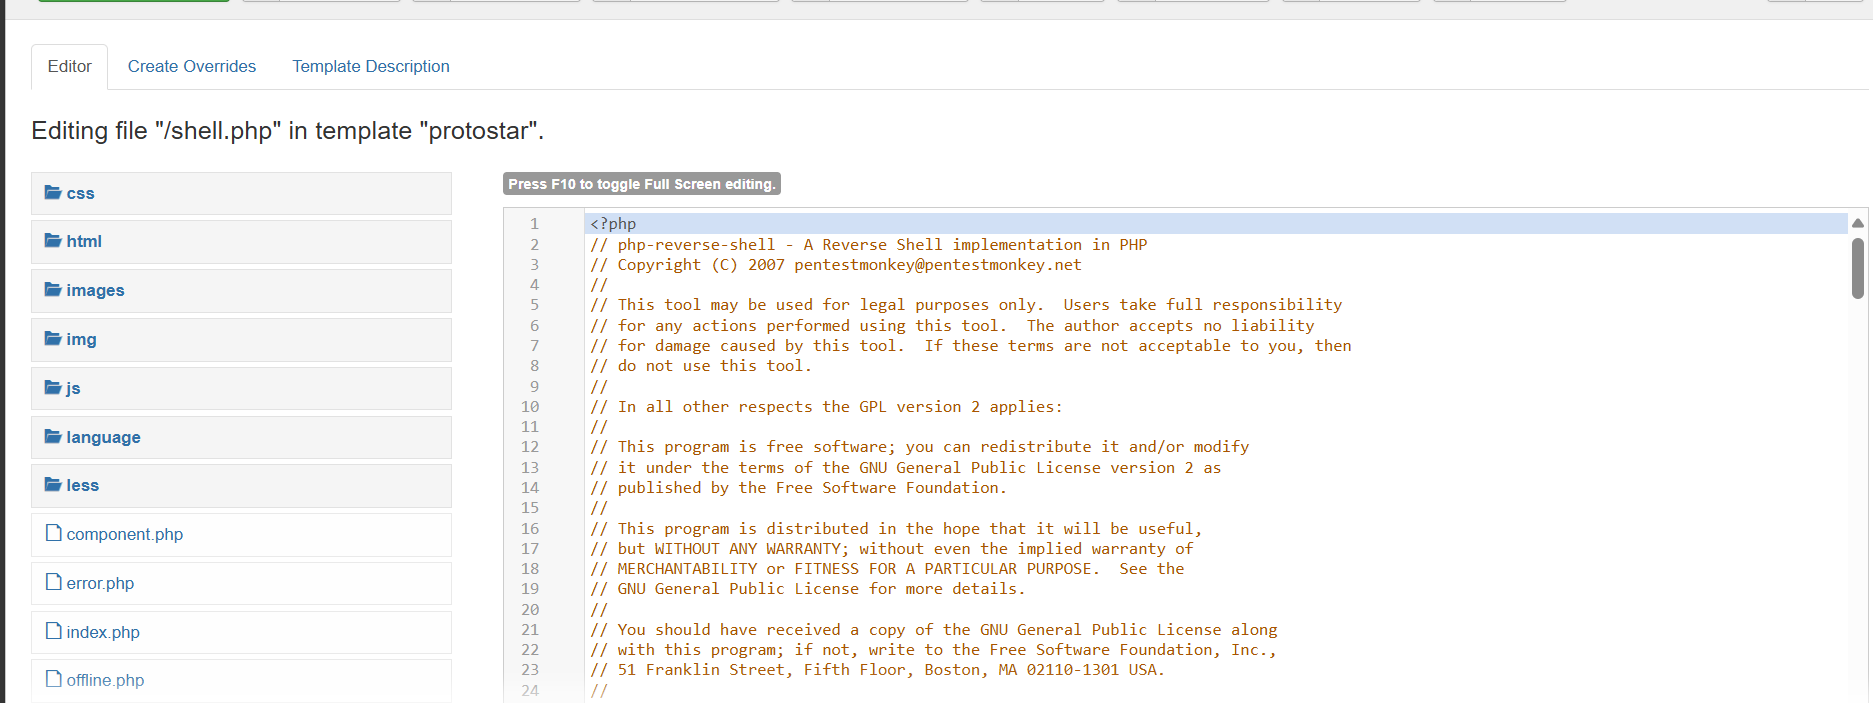 Editor Create Overrides Template Description
Editing file "/shell.php" in template "protostar".
css
html
images
img
js
language
less
component.php
error.php
index.php
offline.php
Press F10 to toggle Full Screen editing.
1 <?php
2 // php-reverse-shell - A Reverse Shell implementation in PHP
3 // Copyright (C) 2007 pentestmonkey@pentestmonkey.net
4 //
5 // This tool may be used for legal purposes only.  Users take full responsibility
6 // for any actions performed using this tool.  The author accepts no liability
7 // for damage caused by this tool.  If these terms are not acceptable to you, then
8 // do not use this tool.
9 //
10 // In all other respects the GPL version 2 applies:
11 //
12 // This program is free software; you can redistribute it and/or modify
13 // it under the terms of the GNU General Public License version 2 as
14 // published by the Free Software Foundation.
15 //
16 // This program is distributed in the hope that it will be useful,
17 // but WITHOUT ANY WARRANTY; without even the implied warranty of
18 // MERCHANTABILITY or FITNESS FOR A PARTICULAR PURPOSE.  See the
19 // GNU General Public License for more details.
20 //
21 // You should have received a copy of the GNU General Public License along
22 // with this program; if not, write to the Free Software Foundation, Inc.,
23 // 51 Franklin Street, Fifth Floor, Boston, MA 02110-1301 USA.
24 //